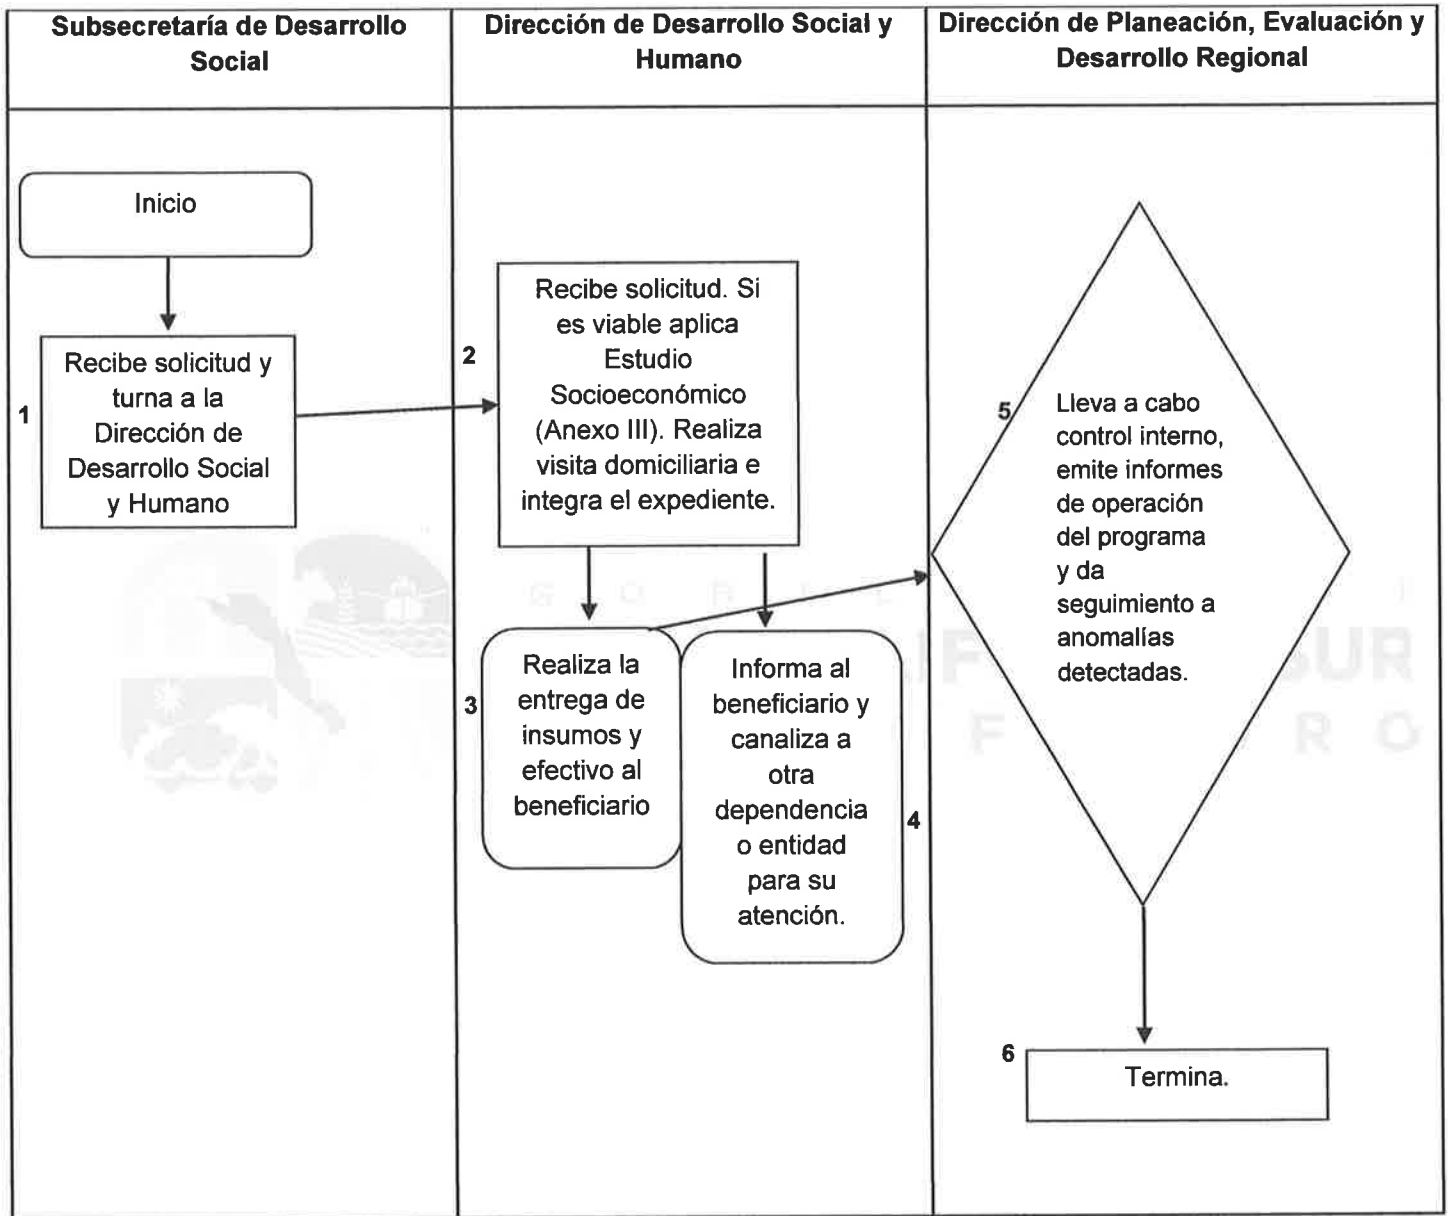 Subsecretaría de Desarrollo
Social
Dirección de Desarrollo Social y
Humano
Dirección de Planeación, Evaluación y
Desarrollo Regional
Inicio
1
Recibe solicitud y
turna a la
Dirección de
Desarrollo Social
y Humano
2
Recibe solicitud. Si
es viable aplica
Estudio
Socioeconómico
(Anexo III). Realiza
visita domiciliaria e
integra el expediente.
3
Realiza la
entrega de
insumos y
efectivo al
beneficiario
Informa al
beneficiario y
canaliza a
otra
dependencia
o entidad
para su
atención.
4
5
Lleva a cabo
control interno,
emite informes
de operación
del programa
y da
seguimiento a
anomalías
detectadas.
SUR
6
Termina.